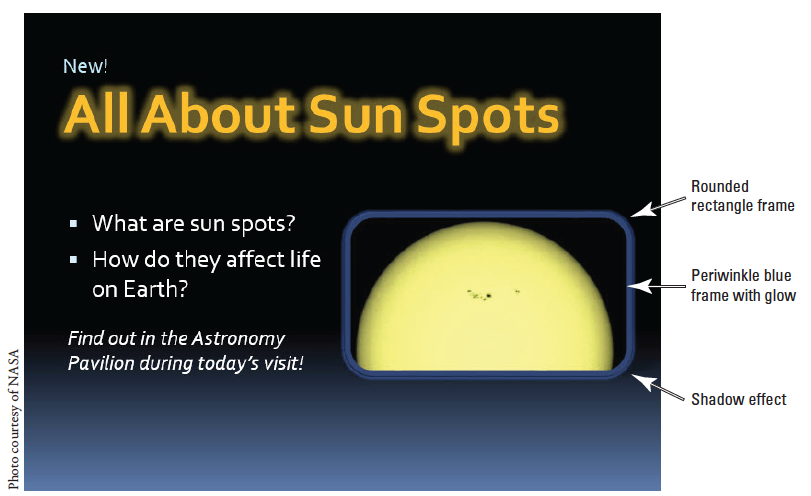 New!
All About Sun Spots
▪ What are sun spots?
▪ How do they affect life
on Earth?
Find out in the Astronomy
Pavilion during today's visit!
Rounded
rectangle frame
Periwinkle blue
frame with glow
Shadow effect
Photo courtesy of NASA